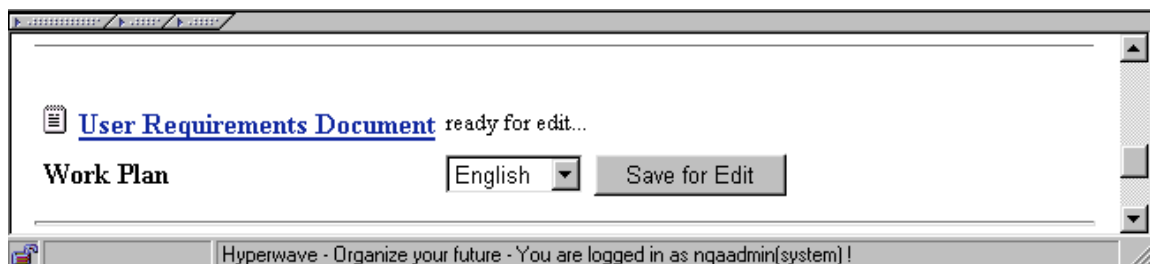 User Requirements Document ready for edit...
Work Plan English Save for Edit
Hyperwave - Organize your future - You are logged in as nqaadmin(system) !